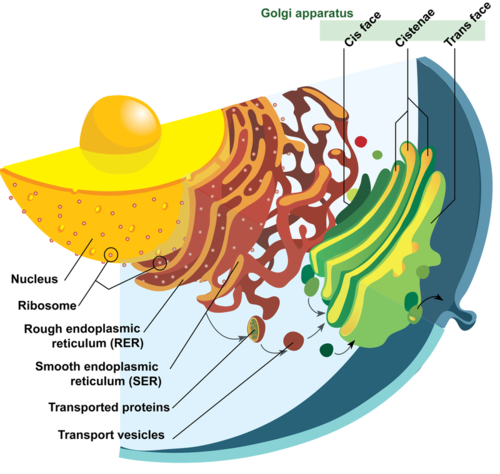 Golgi apparatus
Cis face
Cistenae
Trans face
Nucleus
Ribosome
Rough endoplasmic
reticulum (RER)
Smooth endoplasmic
reticulum (SER)
Transported proteins
Transport vesicles